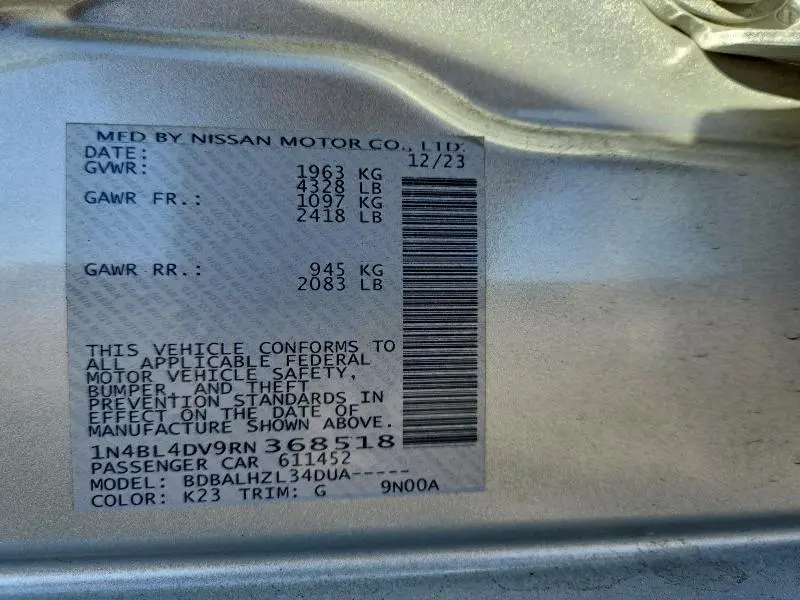 MFD BY NISSAN MOTOR CO., LTD.
DATE: 12/23
GVWR: 1963 KG
4328 LB
GAWR FR.: 1097 KG
2418 LB
GAWR RR.: 945 KG
2083 LB
THIS VEHICLE CONFORMS TO
ALL APPLICABLE FEDERAL
MOTOR VEHICLE SAFETY,
BUMPER, AND THEFT
PREVENTION STANDARDS IN
EFFECT ON THE DATE OF
MANUFACTURE SHOWN ABOVE.
1N4BL4DV9RN368518
PASSENGER CAR 611452
MODEL: BDBALHZL34DUA-----
COLOR: K23 TRIM: G 9N00A